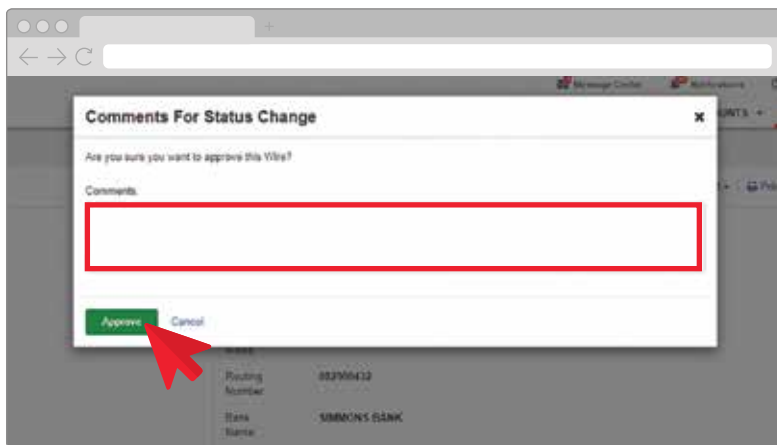 Message Center Notifications
Comments For Status Change
UNTS
Are you sure you want to approve this Wire?
Comments
Approve Cancel
Routing
Number
Bank
Name
SIMMONS BANK